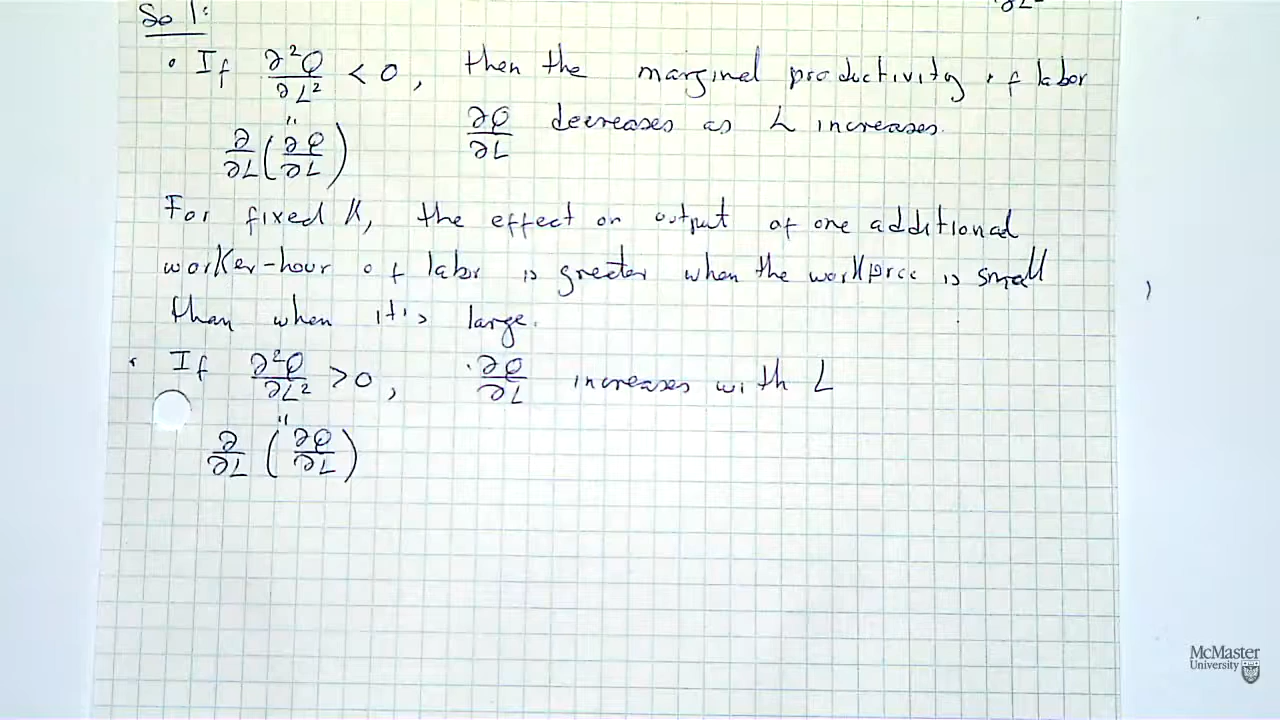 Sol:
• If ∂²Q/∂L² < 0, then the marginal productivity of labor
∂/∂L (∂Q/∂L) ∂Q/∂L decreases as L increases.
For fixed K, the effect on output of one additional
worker-hour of labor is greater when the workforce is small
than when it is large.
• If ∂²Q/∂L² > 0, ∂Q/∂L increases with L
∂/∂L (∂Q/∂L)
McMaster
University